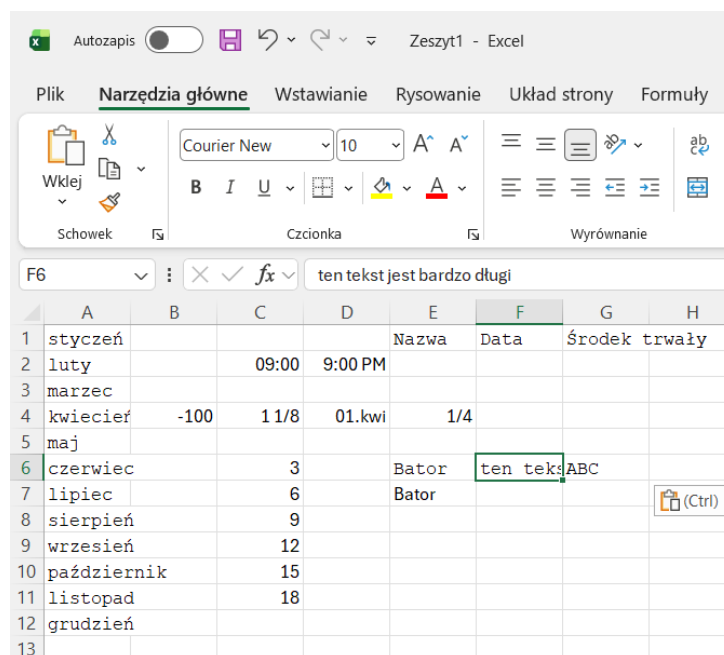 Autozapis Zeszyt1 - Excel
Plik Narzędzia główne Wstawianie Rysowanie Układ strony Formuły
Wklej Courier New 10 A A ab
B I U A c
Schowek Czcionka Wyrównanie
F6 fx ten tekst jest bardzo długi
A B C D E F G H
1 styczeń Nazwa Data Środek trwały
2 luty 09:00 9:00 PM
3 marzec
4 kwiecień -100 1 1/8 01.kwi 1/4
5 maj
6 czerwiec 3 Bator ten teks ABC
7 lipiec 6 Bator (Ctrl)
8 sierpień 9
9 wrzesień 12
10 październik 15
11 listopad 18
12 grudzień
13